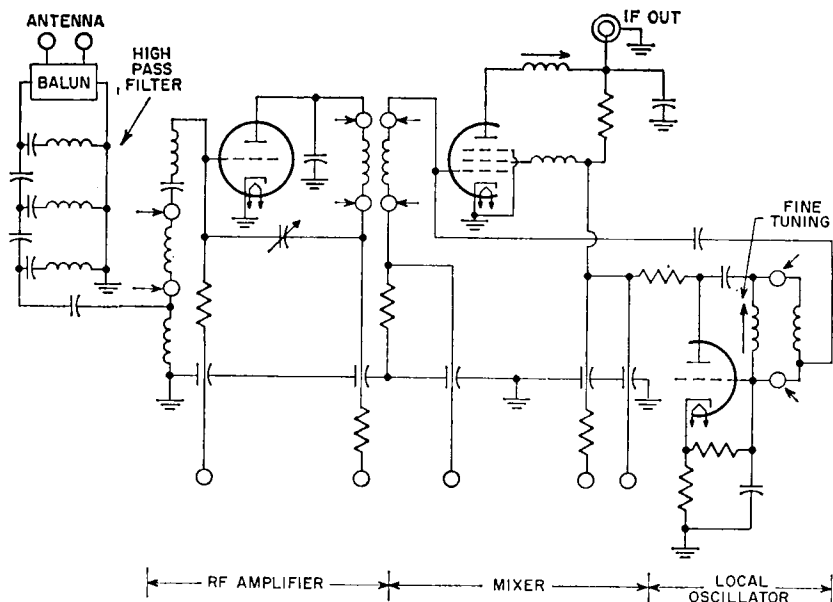 ANTENNA
BALUN
HIGH
PASS
FILTER
IF OUT
FINE
TUNING
RF AMPLIFIER
MIXER
LOCAL
OSCILLATOR